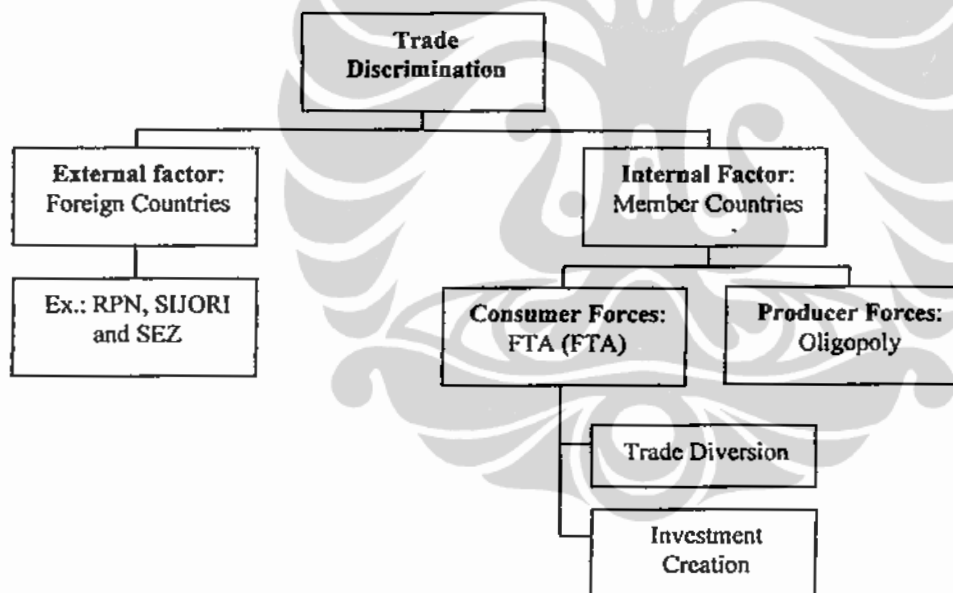 Trade
Discrimination
External factor:
Foreign Countries
Internal Factor:
Member Countries
Ex.: RPN, SIJORI
and SEZ
Consumer Forces:
FTA (FTA)
Producer Forces:
Oligopoly
Trade Diversion
Investment
Creation